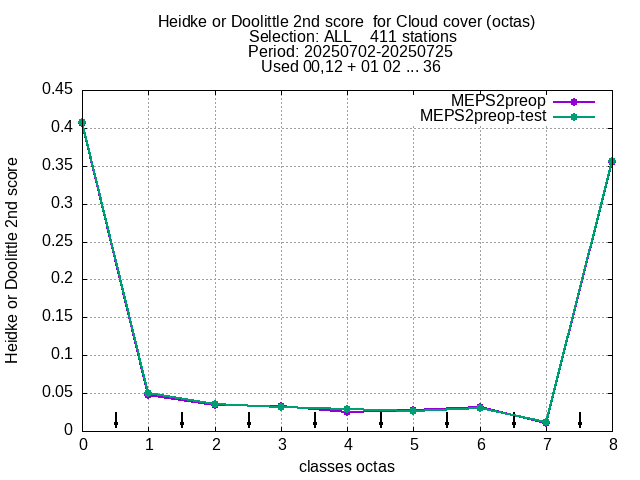 Heidke or Doolittle 2nd score  for Cloud cover (octas)
Selection: ALL    411 stations
Period: 20250702-20250725
Used 00,12 + 01 02 ... 36
MEPS2preop
MEPS2preop-test
Heidke or Doolittle 2nd score
0.45
0.4
0.35
0.3
0.25
0.2
0.15
0.1
0.05
0
0 1 2 3 4 5 6 7 8
classes octas